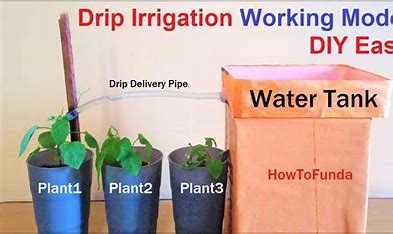 Drip Irrigation Working Mode
DIY Eas
Drip Delivery Pipe
Water Tank
HowToFunda
Plant1
Plant2
Plant3